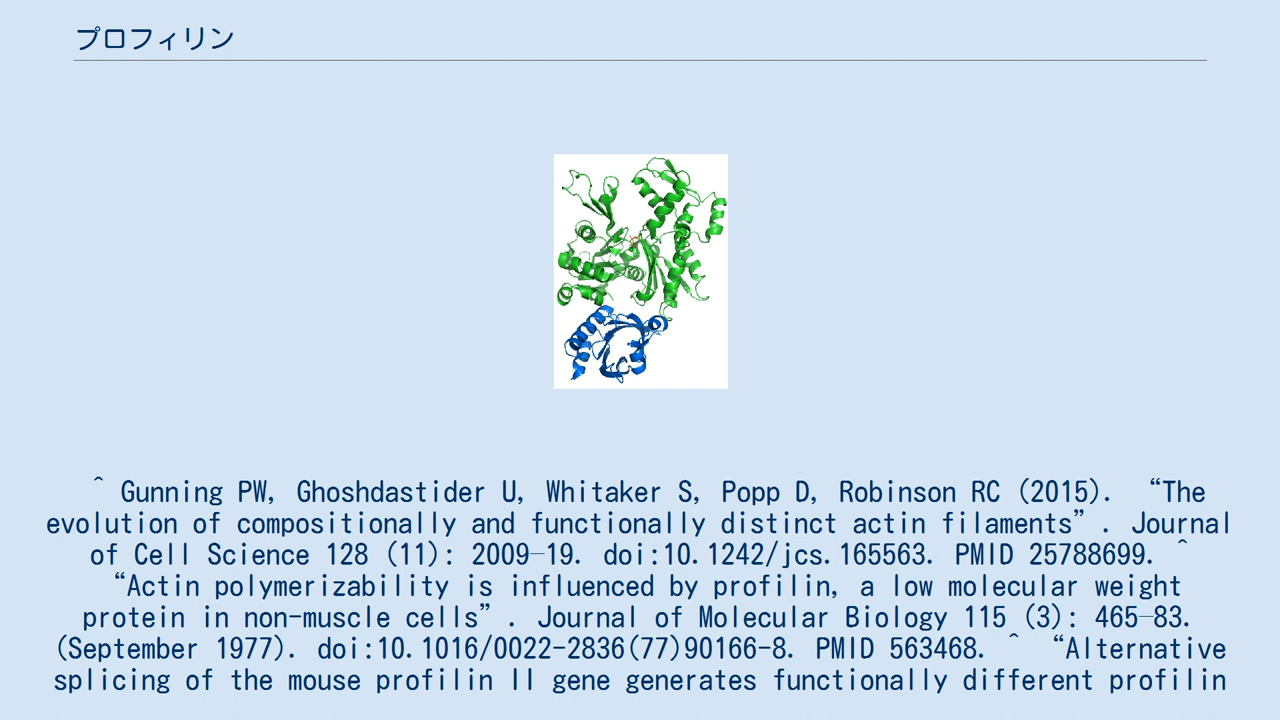 プロフィリン
^ Gunning PW, Ghoshdastider U, Whitaker S, Popp D, Robinson RC (2015). “The
evolution of compositionally and functionally distinct actin filaments”. Journal
of Cell Science 128 (11): 2009–19. doi:10.1242/jcs.165563. PMID 25788699. ^
“Actin polymerizability is influenced by profilin, a low molecular weight
protein in non-muscle cells”. Journal of Molecular Biology 115 (3): 465–83.
(September 1977). doi:10.1016/0022-2836(77)90166-8. PMID 563468. ^ “Alternative
splicing of the mouse profilin II gene generates functionally different profilin